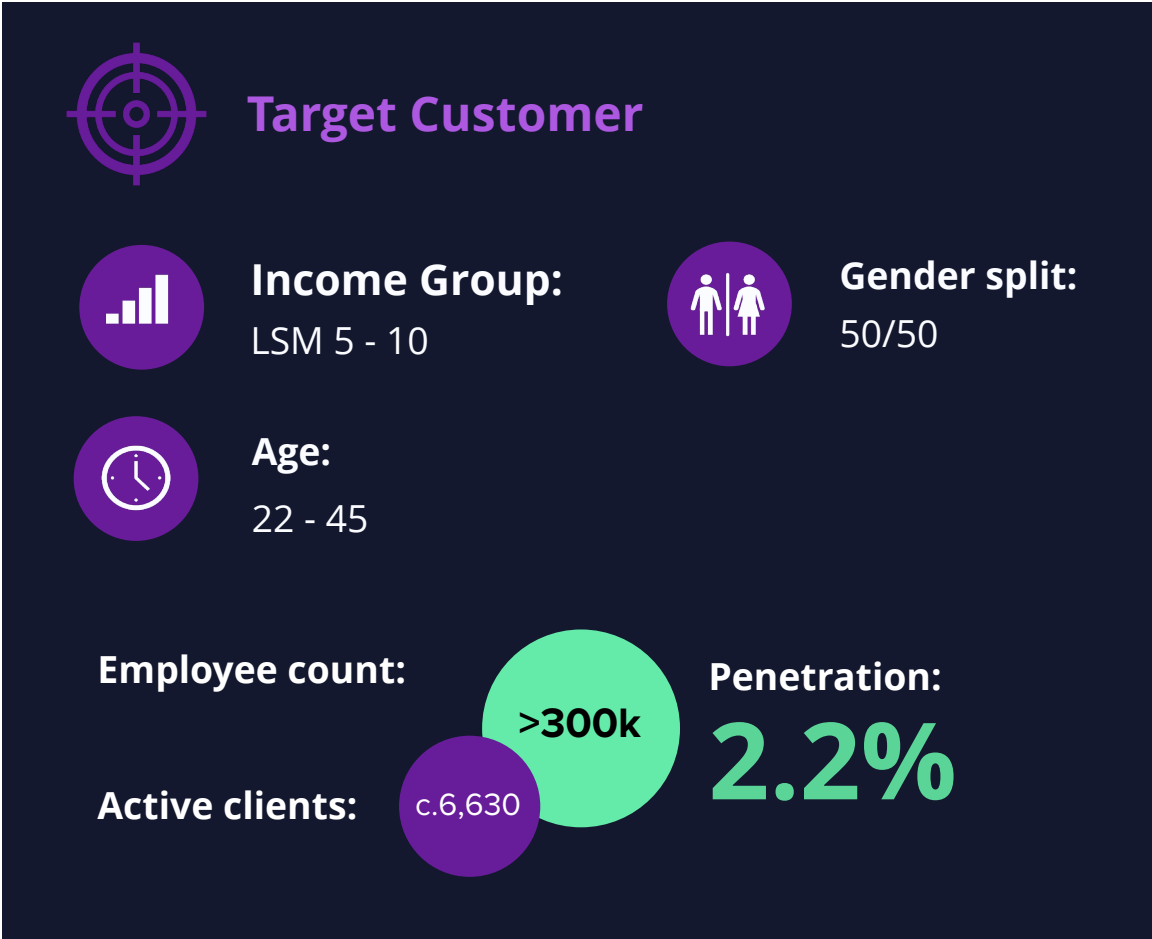 Target Customer
Income Group:
LSM 5 - 10
Gender split:
50/50
Age:
22 - 45
Employee count:
>300k
Active clients:
c.6,630
Penetration:
2.2%